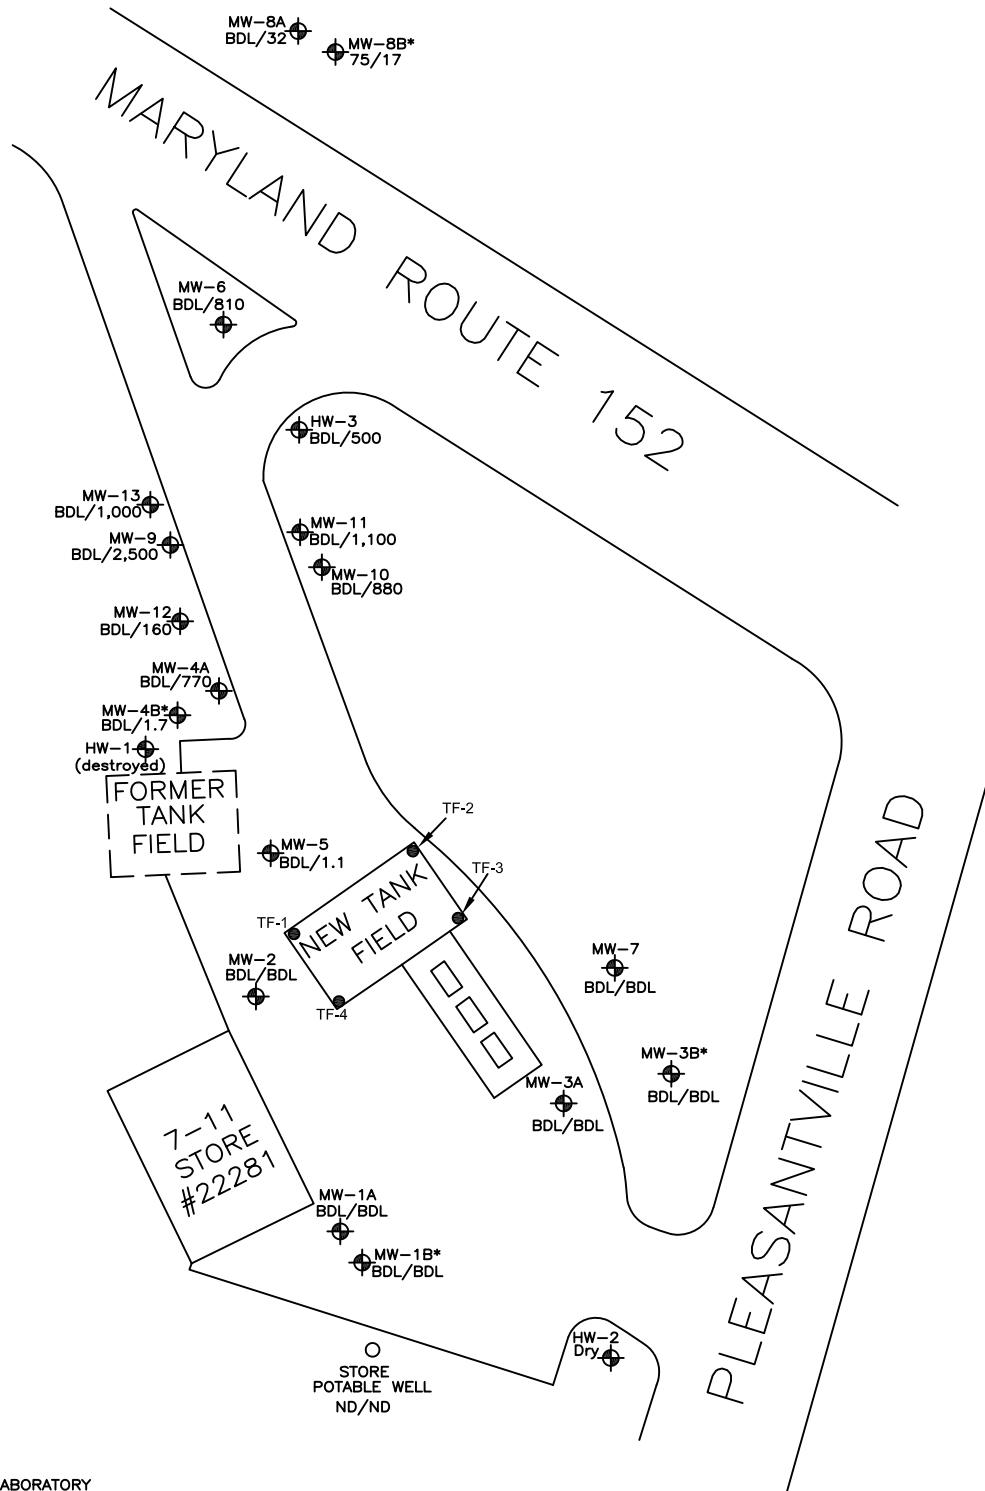 MW-8A
BDL/32
MW-8B*
75/17
MARYLAND ROUTE 152
MW-6
BDL/810
HW-3
BDL/500
MW-13
BDL/1,000
MW-9
BDL/2,500
MW-11
BDL/1,100
MW-10
BDL/880
MW-12
BDL/160
MW-4A
BDL/770
MW-4B*
BDL/1.7
HW-1
(destroyed)
FORMER
TANK
FIELD
MW-5
BDL/1.1
TF-2
TF-3
TF-1
NEW TANK
FIELD
TF-4
MW-2
BDL/BDL
MW-7
BDL/BDL
MW-3B*
BDL/BDL
MW-3A
BDL/BDL
PLEASANTVILLE ROAD
7-11
STORE
#22281
MW-1A
BDL/BDL
MW-1B*
BDL/BDL
HW-2
Dry
STORE
POTABLE WELL
ND/ND
ABORATORY